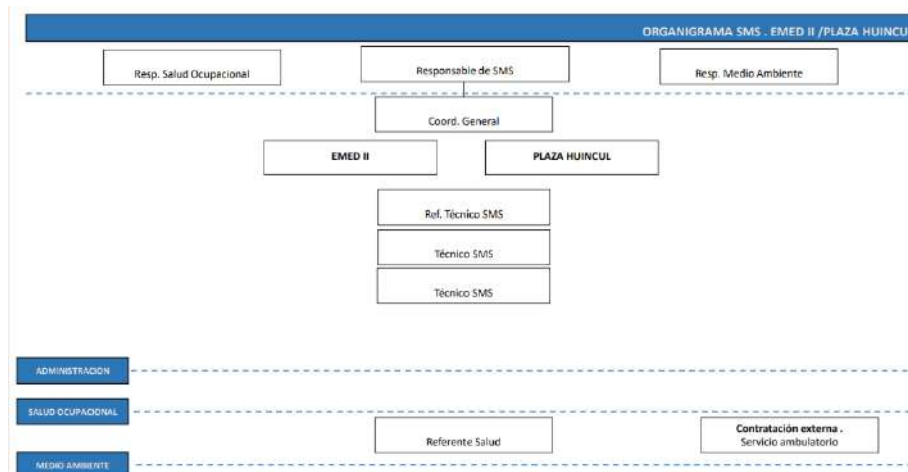 ORGANIGRAMA SMS . EMED II /PLAZA HUINCU
Resp. Salud Ocupacional
Responsable de SMS
Resp. Medio Ambiente
Coord. General
EMED II
PLAZA HUINCUL
Ref. Técnico SMS
Técnico SMS
Técnico SMS
ADMINISTRACION
SALUD OCUPACIONAL
Referente Salud
Contratación externa .
Servicio ambulatorio
MEDIO AMBIENTE